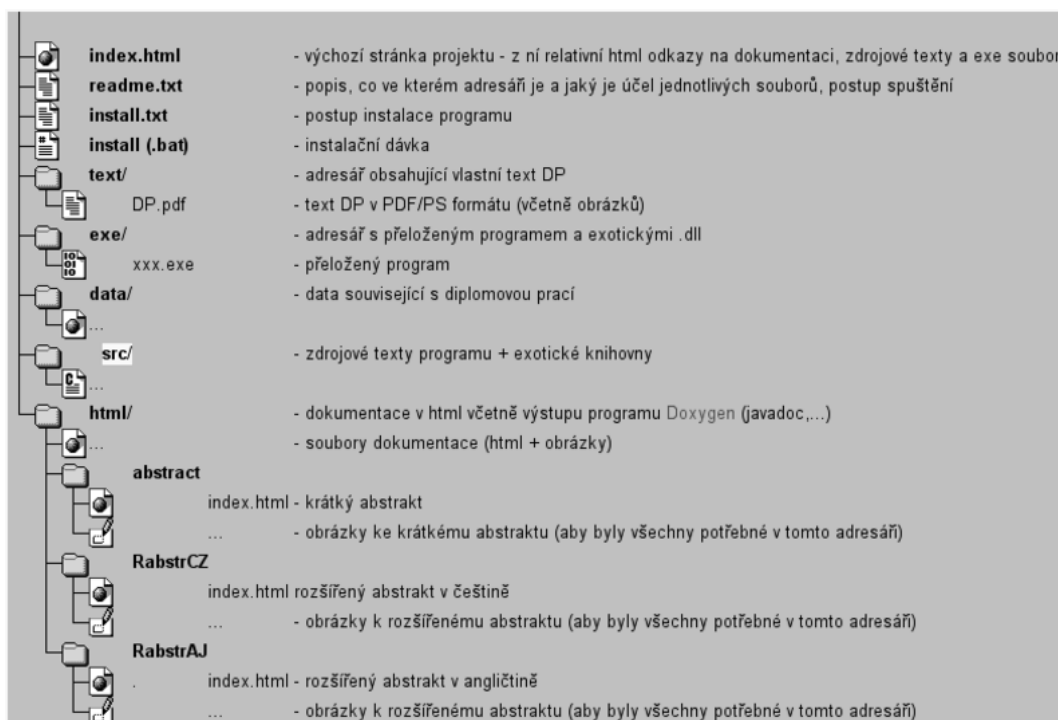 index.html - výchozí stránka projektu - z ní relativní html odkazy na dokumentaci, zdrojové texty a exe soubor
readme.txt - popis, co ve kterém adresáři je a jaký je účel jednotlivých souborů, postup spuštění
install.txt - postup instalace programu
install (.bat) - instalační dávka
text/ - adresář obsahující vlastní text DP
DP.pdf - text DP v PDF/PS formátu (včetně obrázků)
exe/ - adresář s přeloženým programem a exotickými .dll
xxx.exe - přeložený program
data/ - data související s diplomovou prací
...
src/ - zdrojové texty programu + exotické knihovny
...
html/ - dokumentace v html včetně výstupu programu Doxygen (javadoc,...)
... - soubory dokumentace (html + obrázky)
abstract
index.html - krátký abstrakt
... - obrázky ke krátkému abstraktu (aby byly všechny potřebné v tomto adresáři)
RabstrCZ
index.html rozšířený abstrakt v češtině
... - obrázky k rozšířenému abstraktu (aby byly všechny potřebné v tomto adresáři)
RabstrAJ
. index.html - rozšířený abstrakt v angličtině
... - obrázky k rozšířenému abstraktu (aby byly všechny potřebné v tomto adresáři)